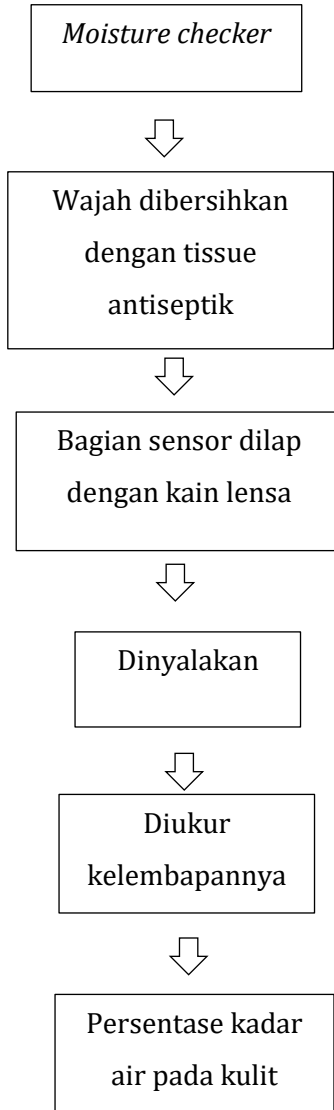 Moisture checker
Wajah dibersihkan
dengan tissue
antiseptik
Bagian sensor dilap
dengan kain lensa
Dinyalakan
Diukur
kelembapannya
Persentase kadar
air pada kulit